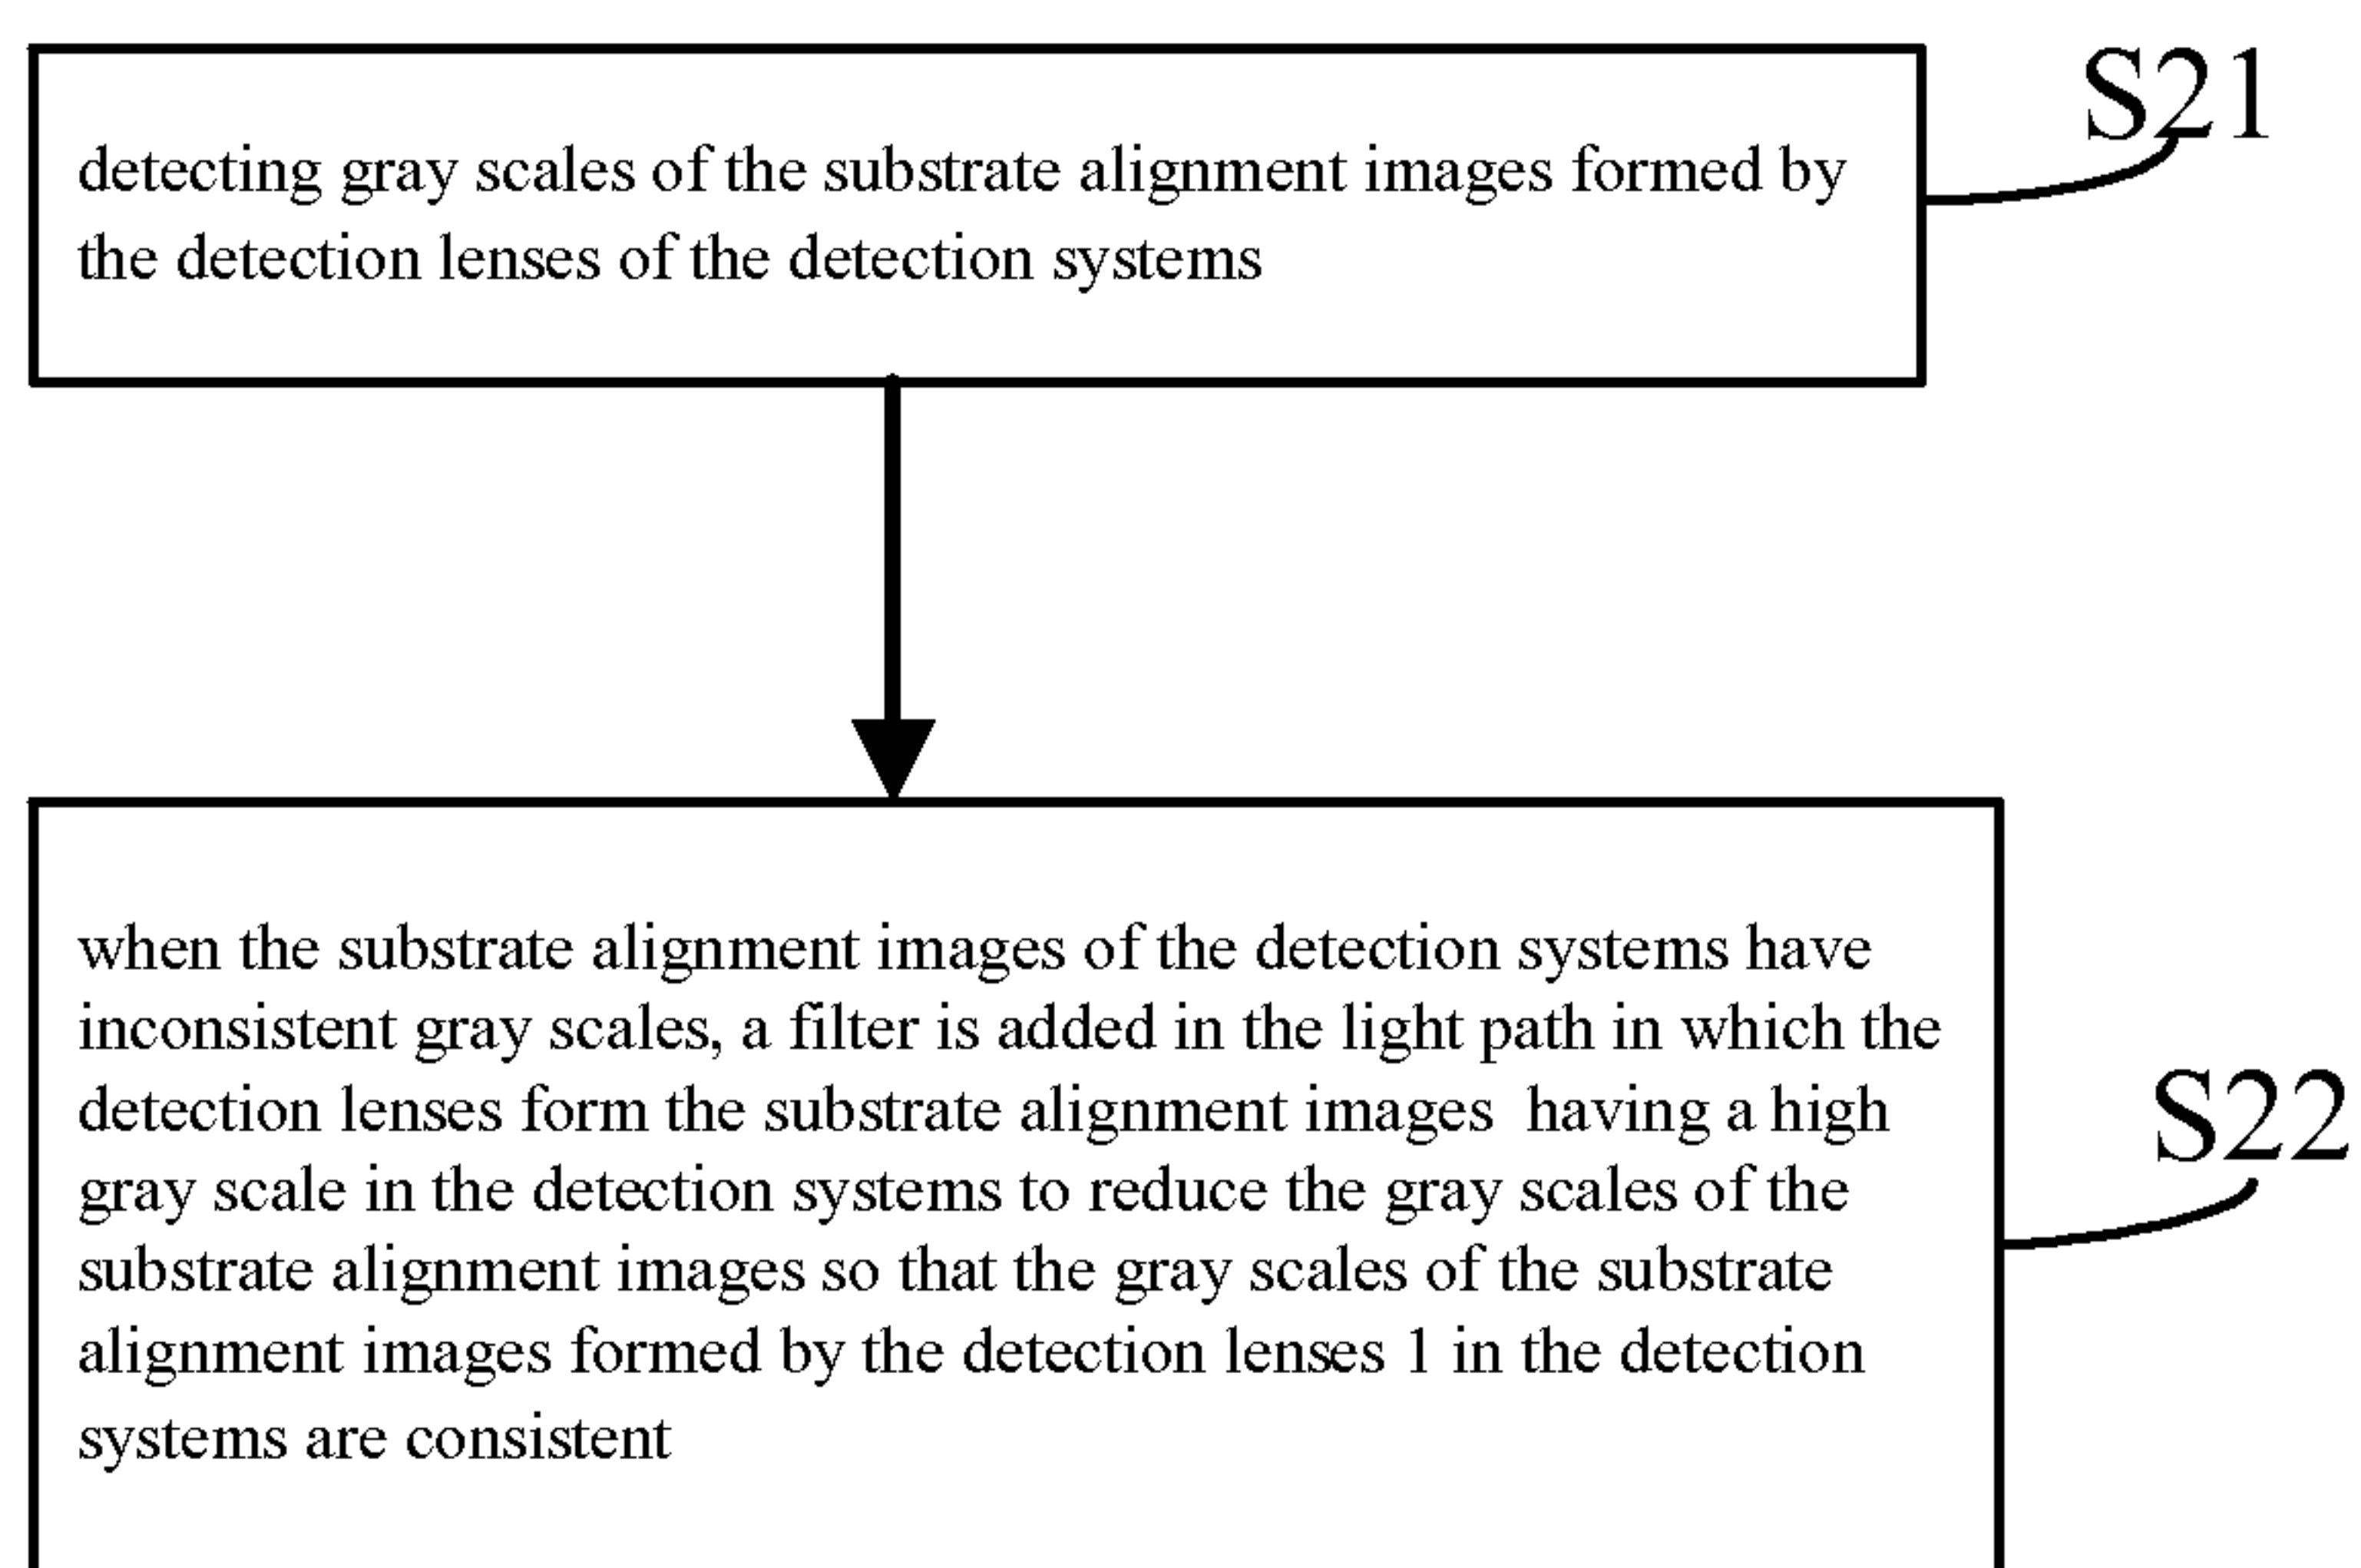 S21
detecting gray scales of the substrate alignment images formed by
the detection lenses of the detection systems
when the substrate alignment images of the detection systems have
inconsistent gray scales, a filter is added in the light path in which the
detection lenses form the substrate alignment images  having a high
gray scale in the detection systems to reduce the gray scales of the
substrate alignment images so that the gray scales of the substrate
alignment images formed by the detection lenses 1 in the detection
systems are consistent
S22